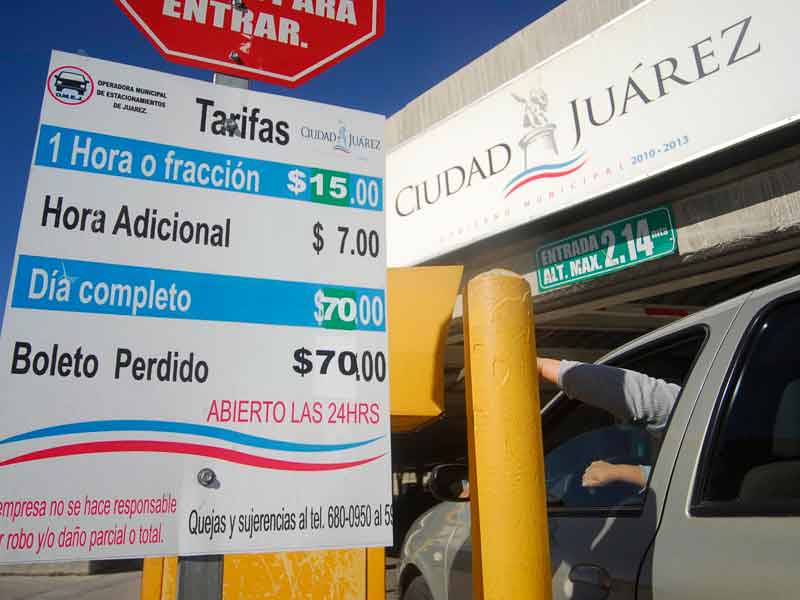 PARA
ENTRAR.
O.M.E.J.
OPERADORA MUNICIPAL
DE ESTACIONAMIENTOS
DE JUAREZ.
Tarifas
CIUDAD JUÁREZ
1 Hora o fracción $15.00
Hora Adicional $ 7.00
Día completo $70.00
Boleto Perdido $70.00
ABIERTO LAS 24HRS
empresa no se hace responsable
robo y/o daño parcial o total.
Quejas y sujerencias al tel. 680-0950 al
CIUDAD JUÁREZ
GOBIERNO MUNICIPAL 2010 - 2013
ENTRADA
ALT. MAX. 2.14 mts